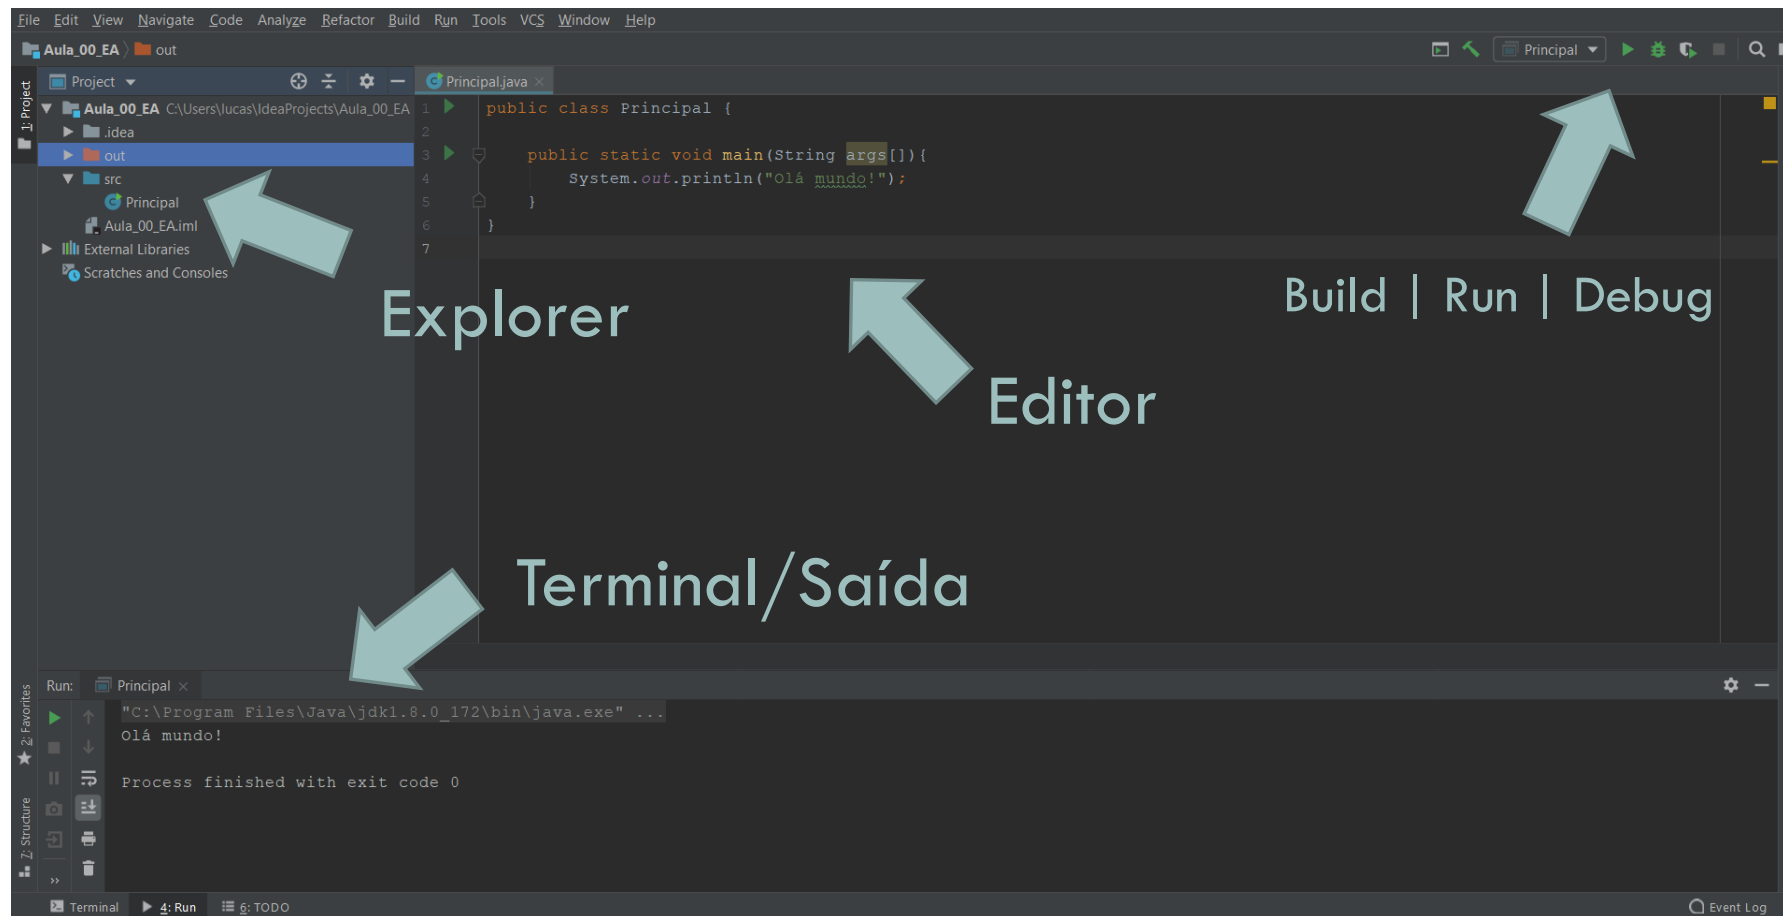 File Edit View Navigate Code Analyze Refactor Build Run Tools VCS Window Help
Aula_00_EA out
Principal
Project
Principal.java
1: Project
Aula_00_EA C:\Users\lucas\IdeaProjects\Aula_00_EA
.idea
out
src
Principal
Aula_00_EA.iml
External Libraries
Scratches and Consoles
1 public class Principal {
2
3 public static void main(String args[]){
4 System.out.println("Olá mundo!");
5 }
6 }
7
Explorer
Build | Run | Debug
Editor
Terminal/Saída
Run: Principal
"C:\Program Files\Java\jdk1.8.0_172\bin\java.exe" ...
Olá mundo!
Process finished with exit code 0
2: Favorites
Z: Structure
Terminal 4: Run 6: TODO
Event Log